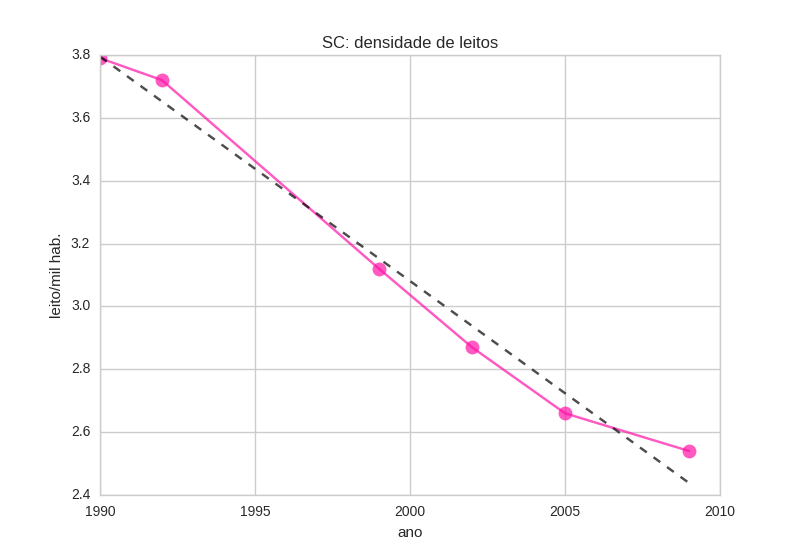 SC: densidade de leitos
3.8
3.6
3.4
3.2
3.0
2.8
2.6
2.4
leito/mil hab.
1990 1995 2000 2005 2010
ano